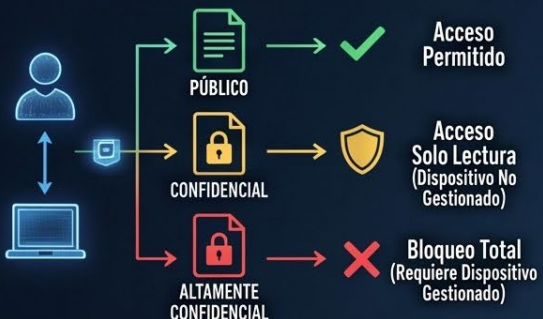 PÚBLICO
Acceso
Permitido
CONFIDENCIAL
Acceso
Solo Lectura
(Dispositivo No
Gestionado)
ALTAMENTE
CONFIDENCIAL
Bloqueo Total
(Requiere Dispositivo
Gestionado)